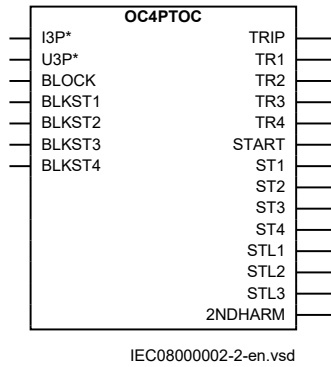 OC4PTOC
I3P* TRIP
U3P* TR1
BLOCK TR2
BLKST1 TR3
BLKST2 TR4
BLKST3 START
BLKST4 ST1
ST2
ST3
ST4
STL1
STL2
STL3
2NDHARM
IEC08000002-2-en.vsd